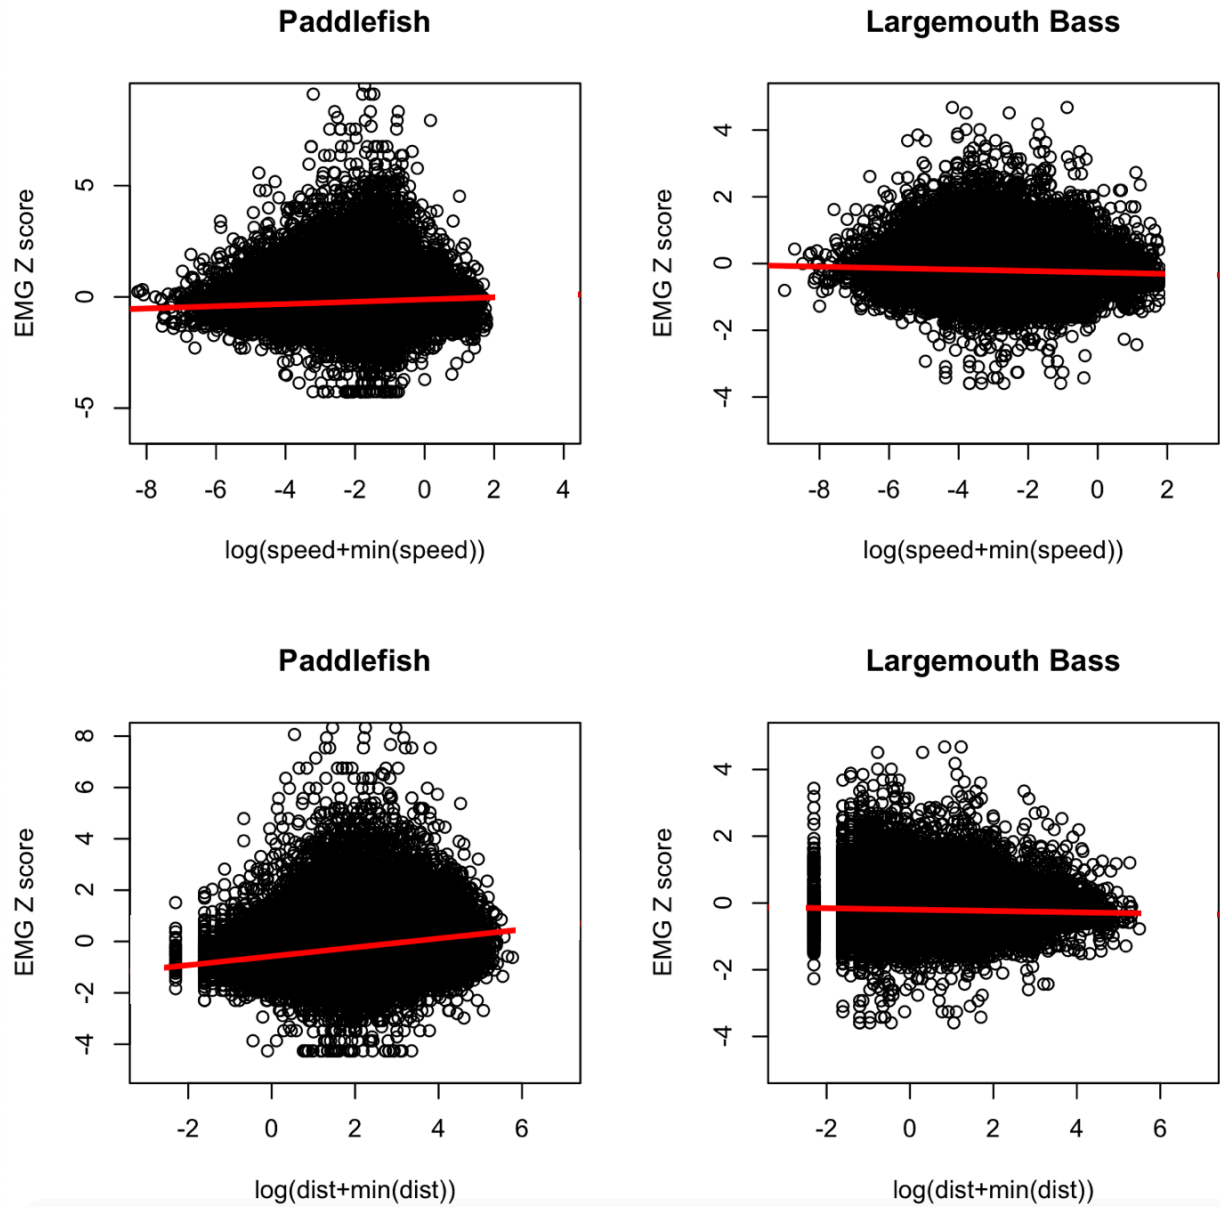 Paddlefish
Largemouth Bass
EMG Z score
5
0
-5
-8 -6 -4 -2 0 2 4
log(speed+min(speed))
EMG Z score
4
2
0
-2
-4
-8 -6 -4 -2 0 2
log(speed+min(speed))
Paddlefish
Largemouth Bass
EMG Z score
8
6
4
2
0
-2
-4
-2 0 2 4 6
log(dist+min(dist))
EMG Z score
4
2
0
-2
-4
-2 0 2 4 6
log(dist+min(dist))